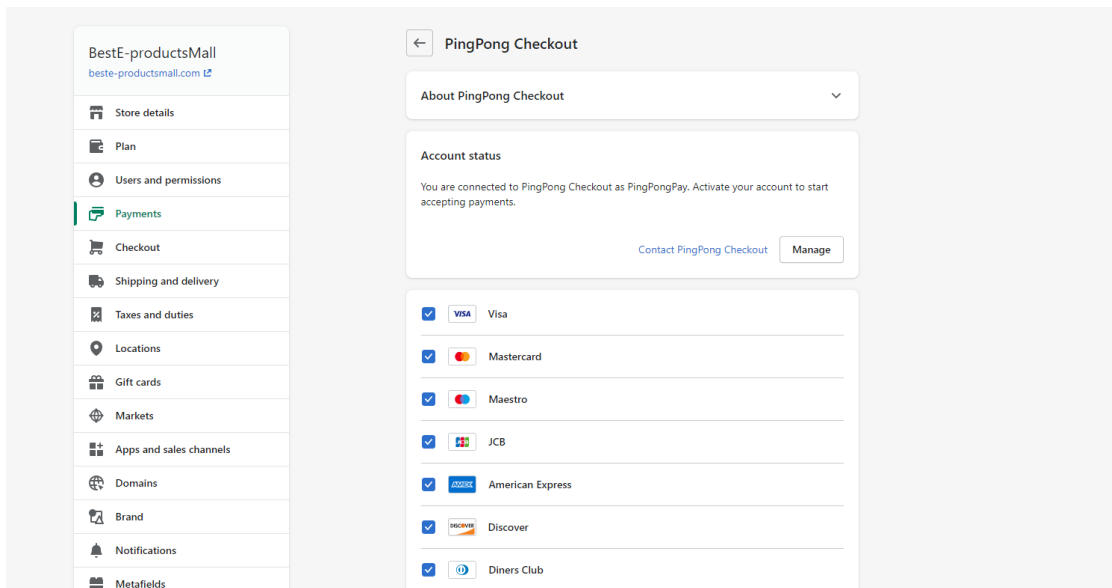 BestE-productsMall
beste-productsmall.com
Store details
Plan
Users and permissions
Payments
Checkout
Shipping and delivery
Taxes and duties
Locations
Gift cards
Markets
Apps and sales channels
Domains
Brand
Notifications
Metafields
PingPong Checkout
About PingPong Checkout
Account status
You are connected to PingPong Checkout as PingPongPay. Activate your account to start
accepting payments.
Contact PingPong Checkout Manage
VISA Visa
Mastercard
Maestro
JCB JCB
AMEX American Express
DISCOVER Discover
Diners Club